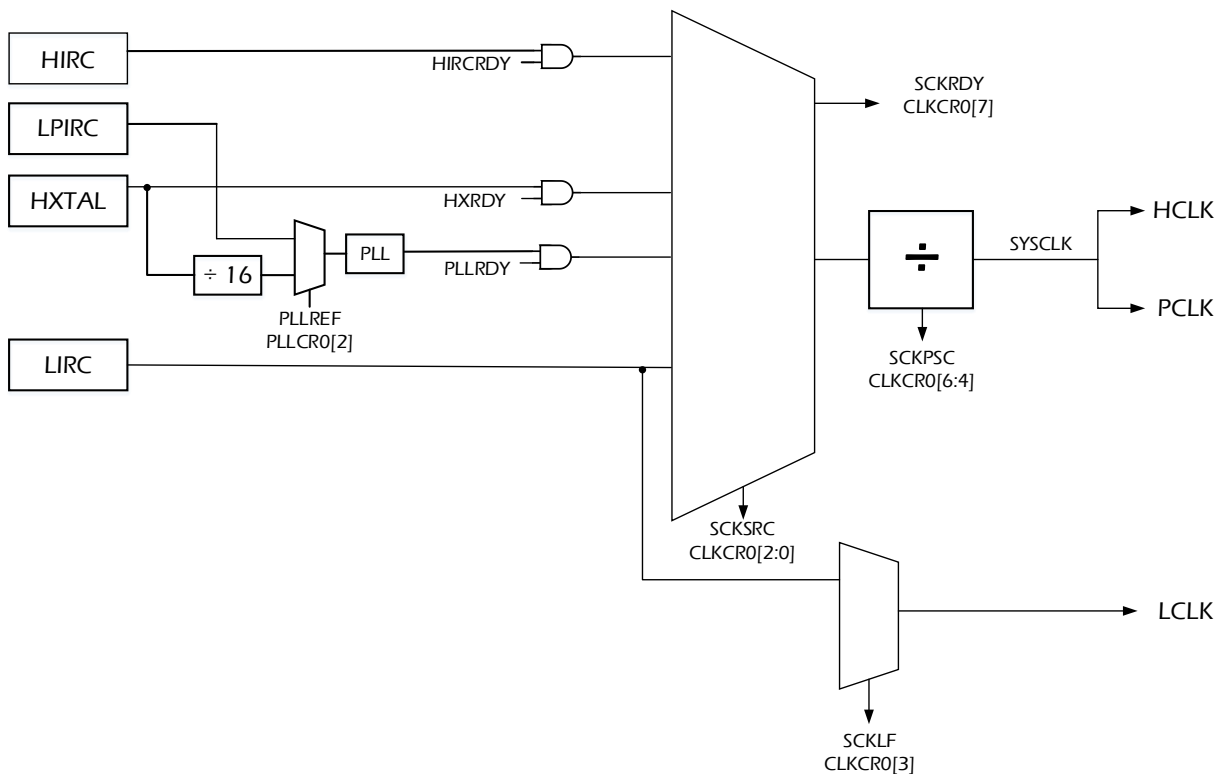 HIRC
HIRCRDY
SCKRDY
CLKCR0[7]
LPIRC
HXTAL
HXRDY
HCLK
PLL
SYSCLK
÷
÷ 16
PLLRDY
PCLK
PLLREF
PLLCR0[2]
LIRC
SCKPSC
CLKCR0[6:4]
SCKSRC
CLKCR0[2:0]
LCLK
SCKLF
CLKCR0[3]